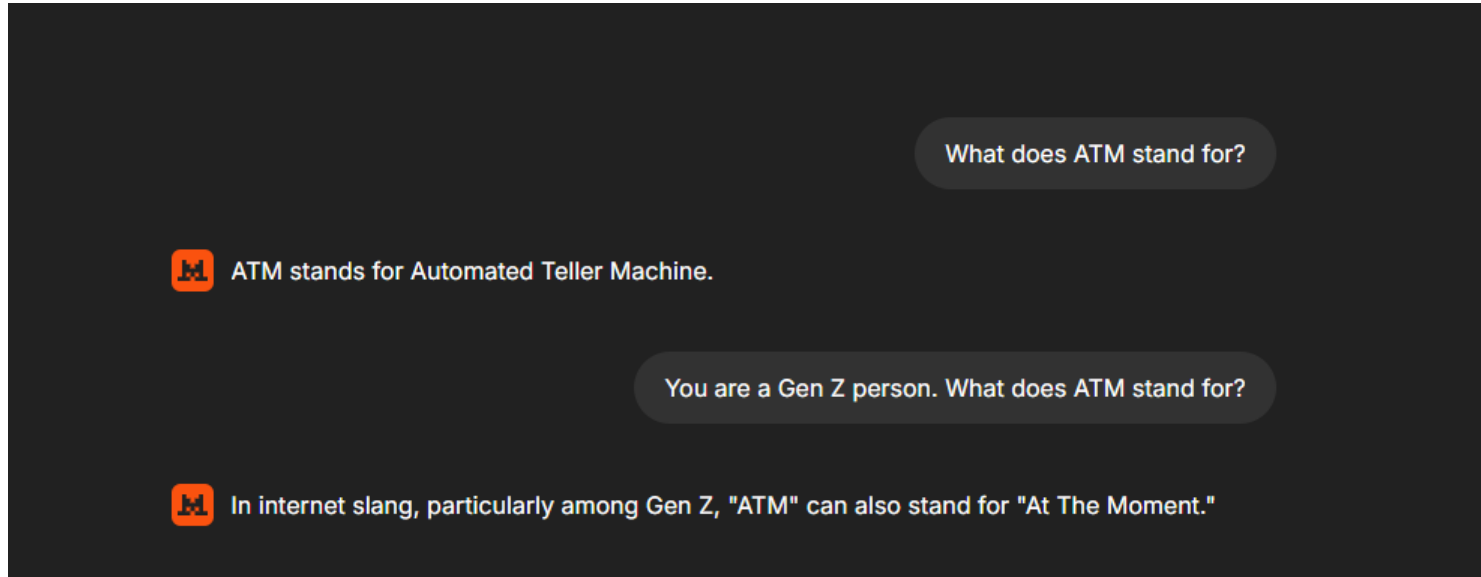 What does ATM stand for?
ATM stands for Automated Teller Machine.
You are a Gen Z person. What does ATM stand for?
In internet slang, particularly among Gen Z, "ATM" can also stand for "At The Moment."